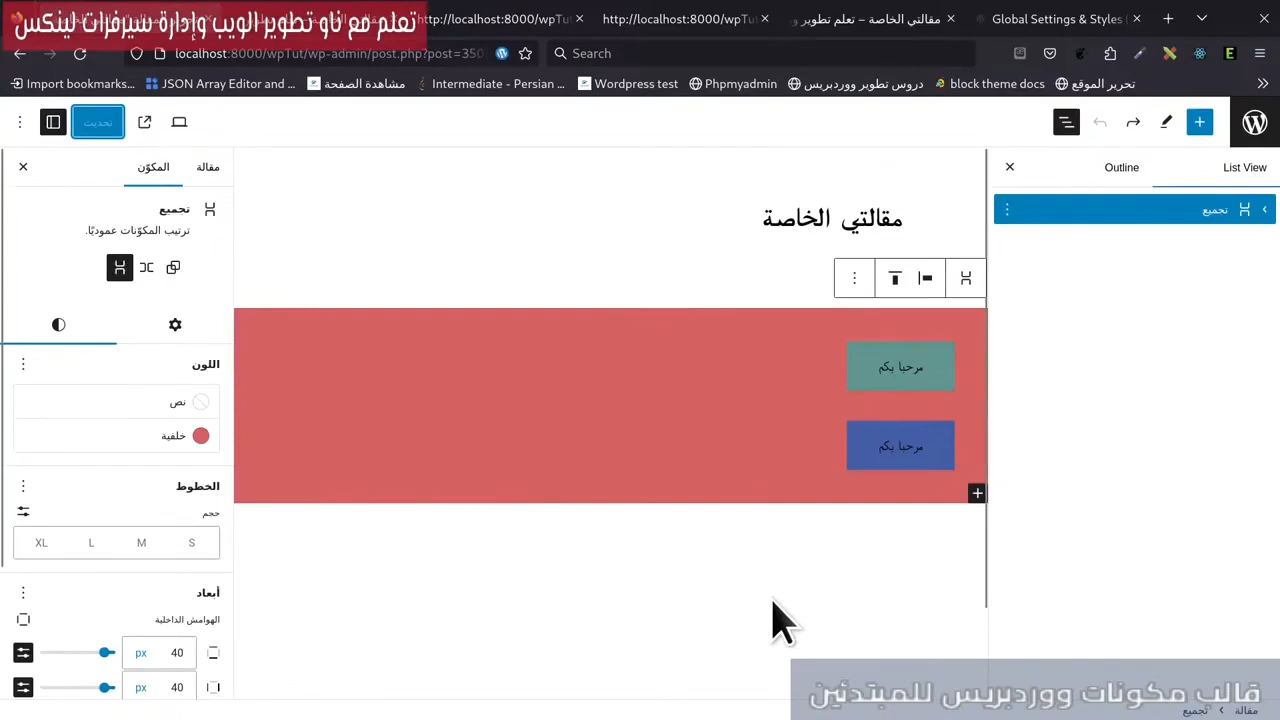 تعلم مع ناو تطوير الويب وإدارة سيرفرات لينكس
http://localhost:8000/wpTut
http://localhost:8000/wpT
مقالتي الخاصة – تعلم تطوير
Global Setting & Styles (
localhost:8000/wpTut/wp-admin/post.php?post=350
Search
Import bookmarks...
JSON Array Editor and ...
مشاهدة الصفحة
Intermediate - Persian ...
Wordpress test
Phpmyadmin
دروس تطوير ووردبريس
block theme docs
تحرير الموقع
تحديث
مقالة
المكوّن
Outline
List View
تجميع
تجميع
ترتيب المكوّنات عموديًا.
مقالتي الخاصة
مرحبا بكم
مرحبا بكم
اللون
نص
خلفية
الخطوط
حجم
S M L XL
أبعاد
الهوامش الداخلية
40 px
40 px
قالب مكونات ووردبريس للمبتدئين
مقالة
تجميع